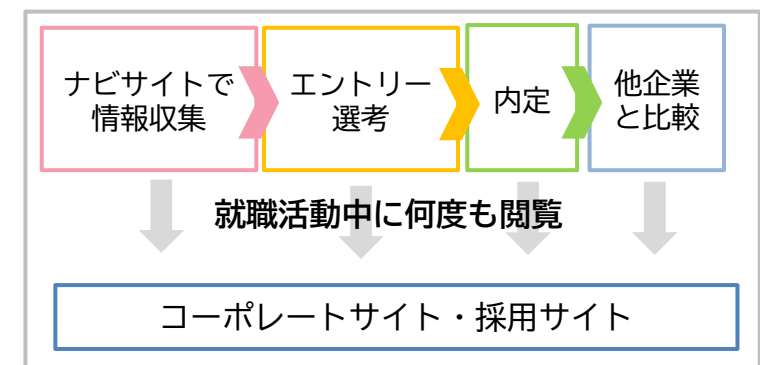 ナビサイトで
情報収集
エントリー
選考
内定
他企業
と比較
就職活動中に何度も閲覧
コーポレートサイト・採用サイト